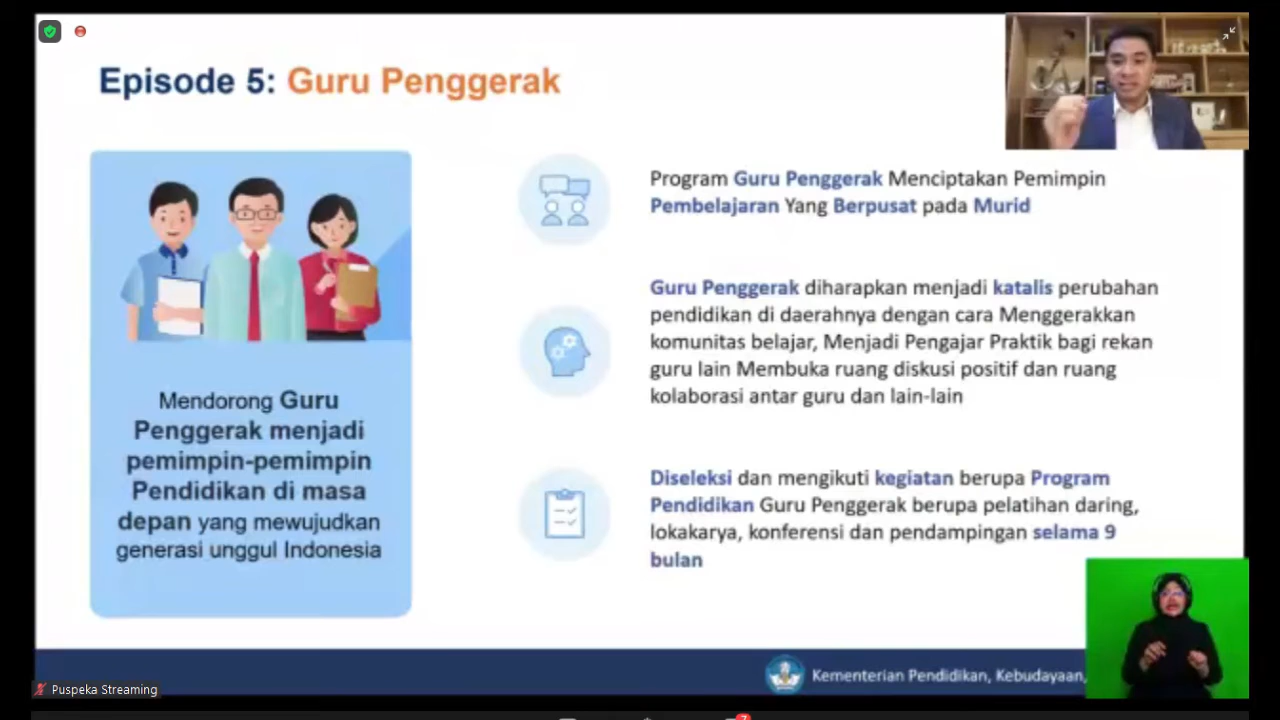 Episode 5: Guru Penggerak
Mendorong Guru
Penggerak menjadi
pemimpin-pemimpin
Pendidikan di masa
depan yang mewujudkan
generasi unggul Indonesia
Program Guru Penggerak Menciptakan Pemimpin
Pembelajaran Yang Berpusat pada Murid
Guru Penggerak diharapkan menjadi katalis perubahan
pendidikan di daerahnya dengan cara Menggerakkan
komunitas belajar, Menjadi Pengajar Praktik bagi rekan
guru lain Membuka ruang diskusi positif dan ruang
kolaborasi antar guru dan lain-lain
Diseleksi dan mengikuti kegiatan berupa Program
Pendidikan Guru Penggerak berupa pelatihan daring,
lokakarya, konferensi dan pendampingan selama 9
bulan
Kementerian Pendidikan, Kebudayaan,
Puspeka Streaming
7